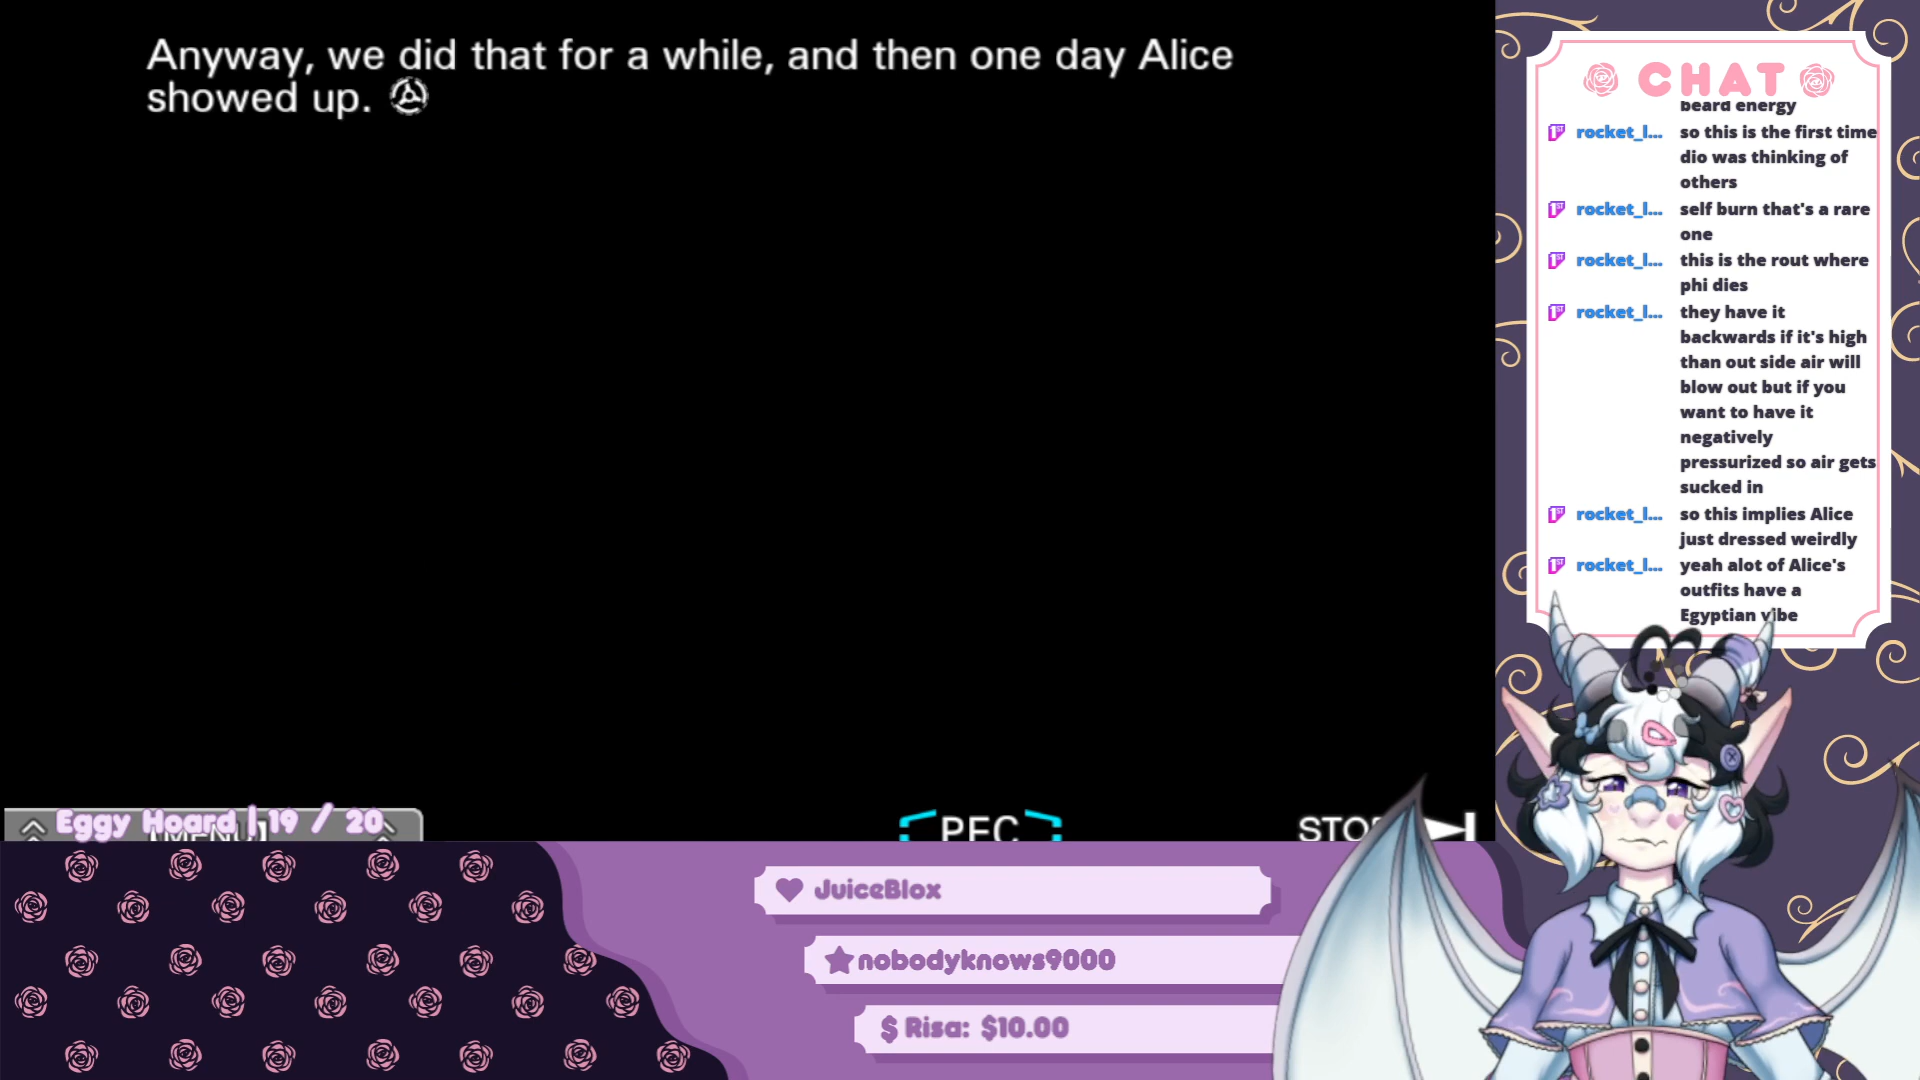 Anyway, we did that for a while, and then one day Alice
showed up.
CHAT
beard energy
rocket_l... so this is the first time
dio was thinking of
others
rocket_l... self burn that's a rare
one
rocket_l... this is the rout where
phi dies
rocket_l... they have it
backwards if it's high
than out side air will
blow out but if you
want to have it
negatively
pressurized so air gets
sucked in
rocket_l... so this implies Alice
just dressed weirdly
rocket_l... yeah alot of Alice's
outfits have a
Egyptian vibe
Eggy Hoard | 19 / 20
[MENU]
STOP
JuiceBlox
nobodyknows9000
$ Risa: $10.00